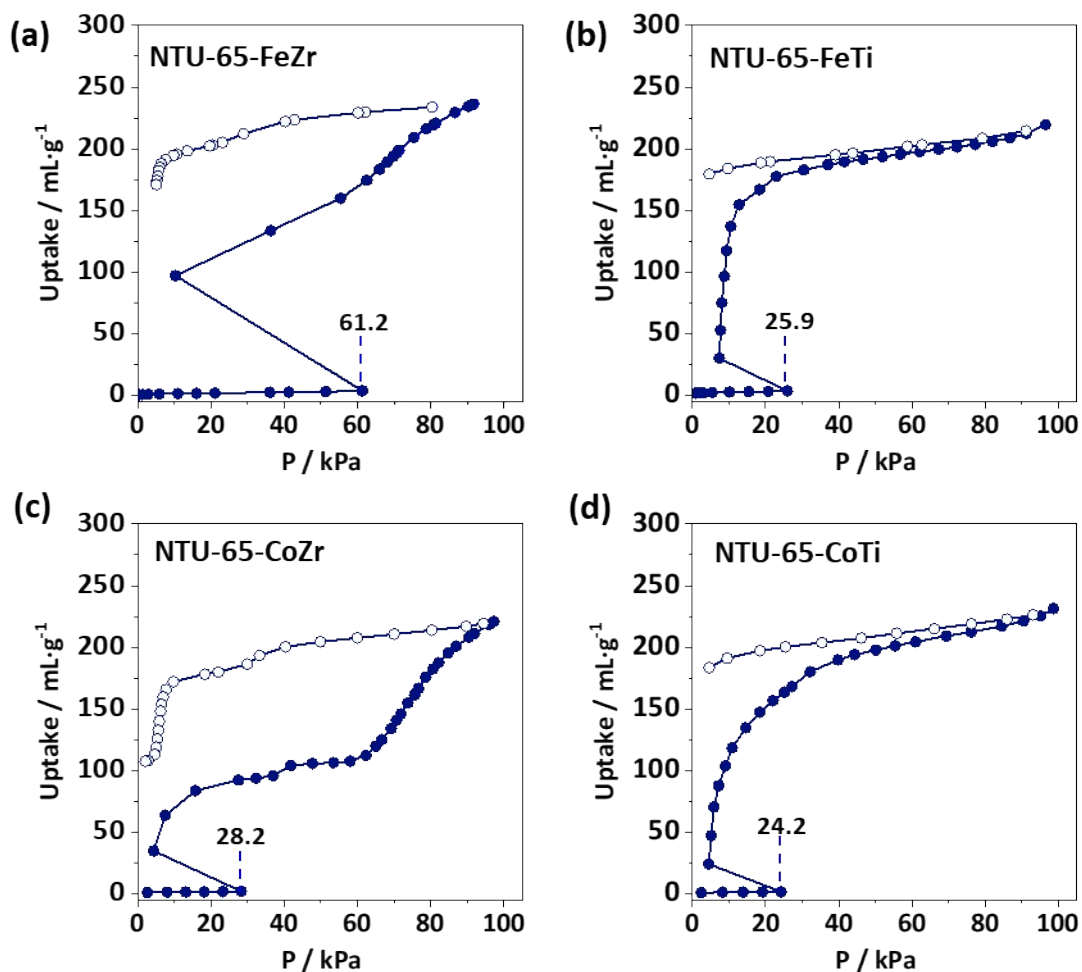 (a)
NTU-65-FeZr
300
250
200
150
100
50
0
61.2
0 20 40 60 80 100
Uptake / mL·g⁻¹
P / kPa
(b)
NTU-65-FeTi
300
250
200
150
100
50
0
25.9
0 20 40 60 80 100
Uptake / mL·g⁻¹
P / kPa
(c)
NTU-65-CoZr
300
250
200
150
100
50
0
28.2
0 20 40 60 80 100
Uptake / mL·g⁻¹
P / kPa
(d)
NTU-65-CoTi
300
250
200
150
100
50
0
24.2
0 20 40 60 80 100
Uptake / mL·g⁻¹
P / kPa